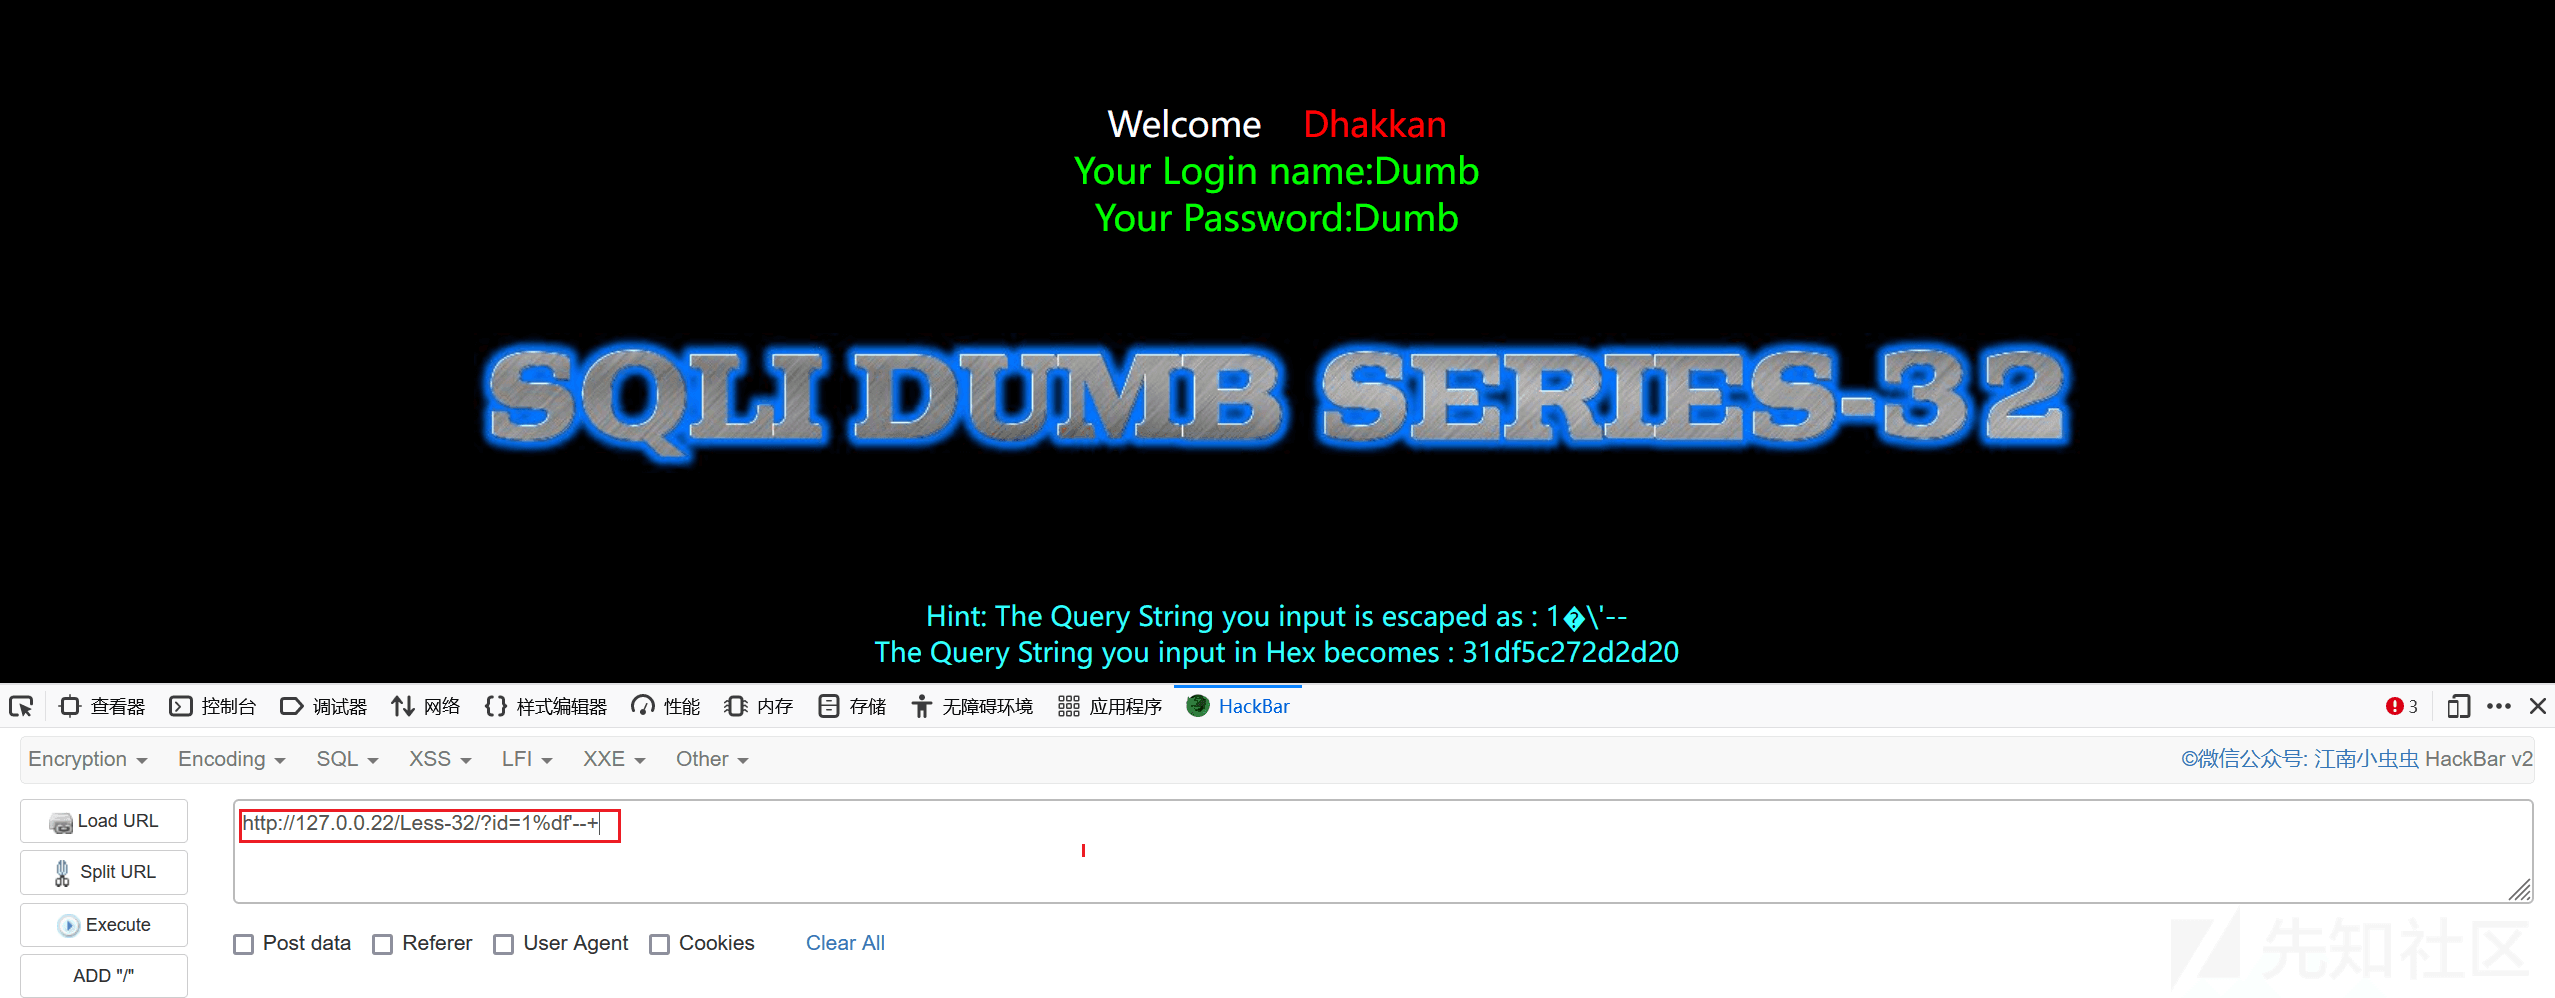 Welcome    Dhakkan
Your Login name:Dumb
Your Password:Dumb
SQLI DUMB SERIES-32
Hint: The Query String you input is escaped as : 1�\'--
The Query String you input in Hex becomes : 31df5c272d2d20
查看器 控制台 调试器 网络 样式编辑器 性能 内存 存储 无障碍环境 应用程序 HackBar 3
Encryption Encoding SQL XSS LFI XXE Other ©微信公众号: 江南小虫虫 HackBar v2
Load URL
http://127.0.0.22/Less-32/?id=1%df'--+
Split URL
Execute
Post data Referer User Agent Cookies Clear All
ADD "/"
先知社区